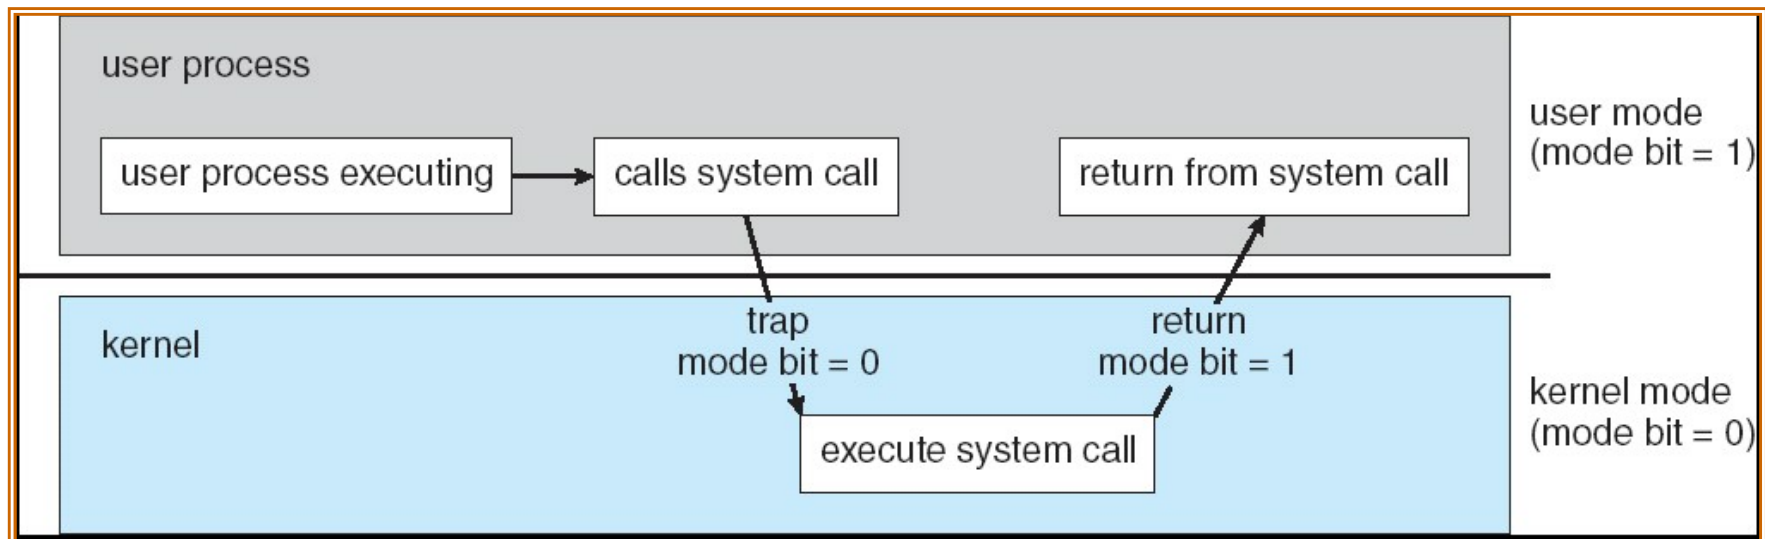 user process
user process executing
calls system call
return from system call
user mode
(mode bit = 1)
kernel
trap
mode bit = 0
return
mode bit = 1
execute system call
kernel mode
(mode bit = 0)